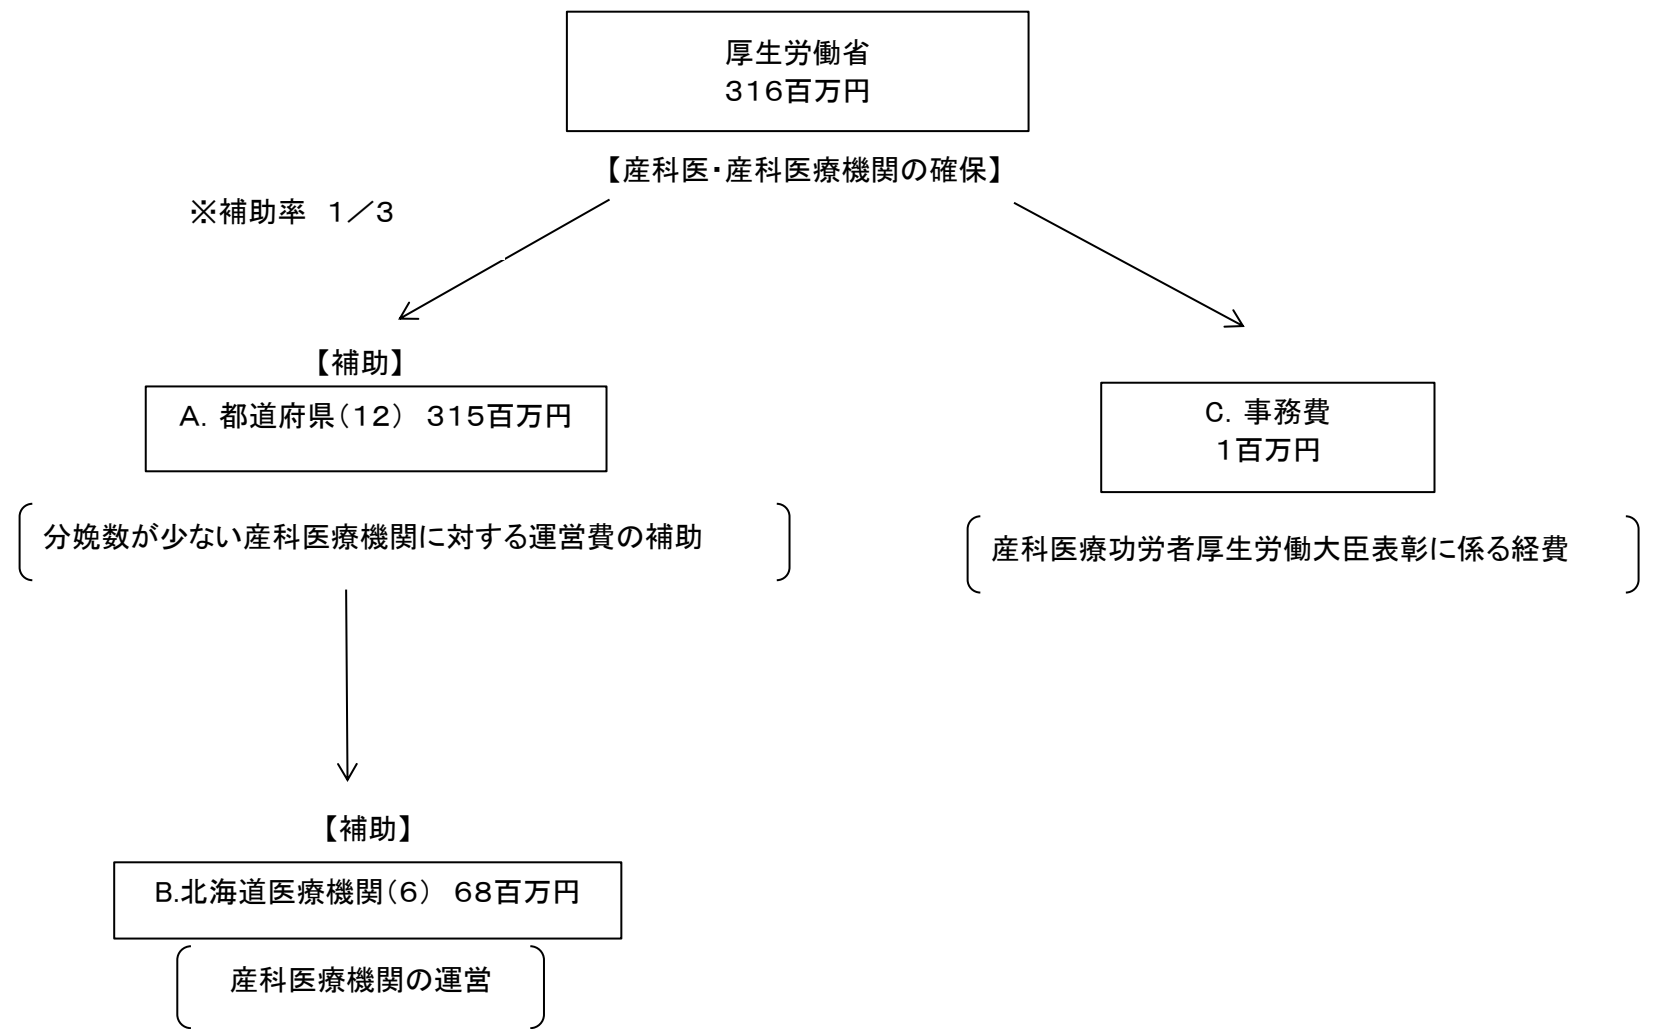 厚生労働省
316百万円
【産科医・産科医療機関の確保】
※補助率　1／3
【補助】
A. 都道府県（12）　315百万円
C. 事務費
1百万円
分娩数が少ない産科医療機関に対する運営費の補助
産科医療功労者厚生労働大臣表彰に係る経費
【補助】
B.北海道医療機関（6）　68百万円
産科医療機関の運営